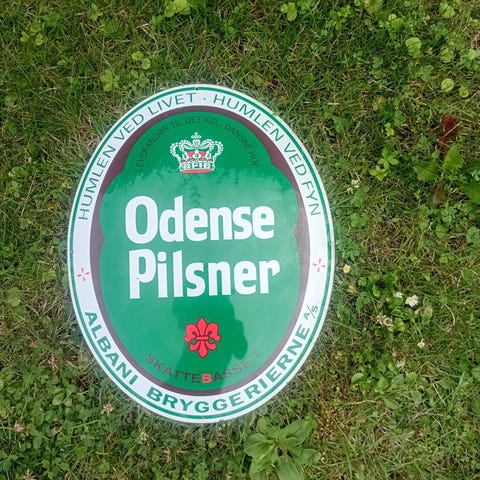 HUMLEN VED LIVET · HUMLEN VED FYN
LEVERANDØR TIL DET KGL. DANSKE HOF
Odense
Pilsner
SKATTEBASSE 1
ALBANI BRYGGERIERNE A/S